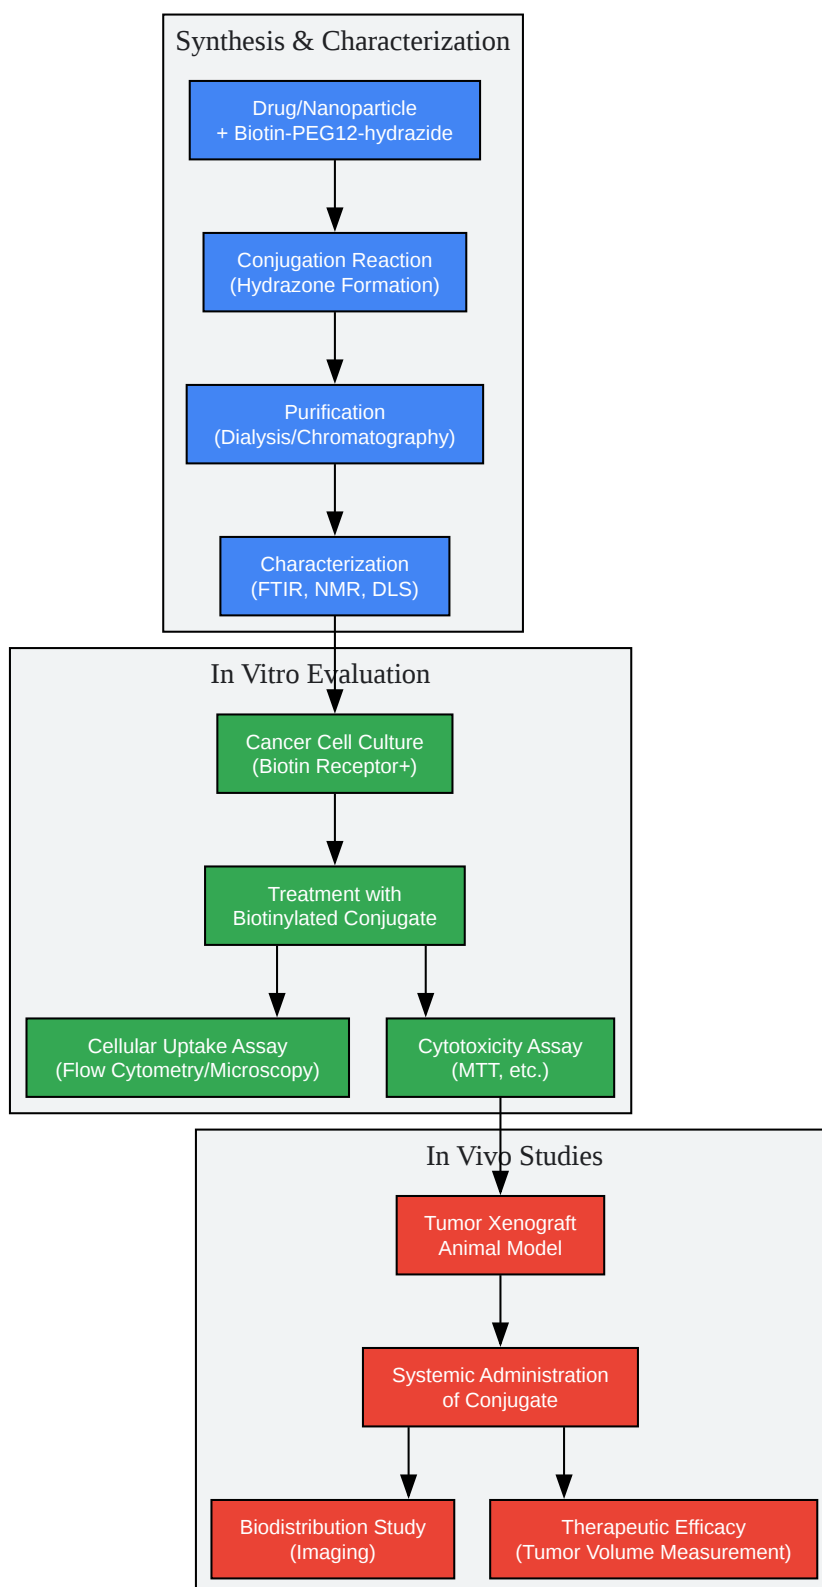 Synthesis & Characterization
Drug/Nanoparticle
+ Biotin-PEG12-hydrazide
Conjugation Reaction
(Hydrazone Formation)
Purification
(Dialysis/Chromatography)
Characterization
(FTIR, NMR, DLS)
In Vitro Evaluation
Cancer Cell Culture
(Biotin Receptor+)
Treatment with
Biotinylated Conjugate
Cellular Uptake Assay
(Flow Cytometry/Microscopy)
Cytotoxicity Assay
(MTT, etc.)
In Vivo Studies
Tumor Xenograft
Animal Model
Systemic Administration
of Conjugate
Biodistribution Study
(Imaging)
Therapeutic Efficacy
(Tumor Volume Measurement)